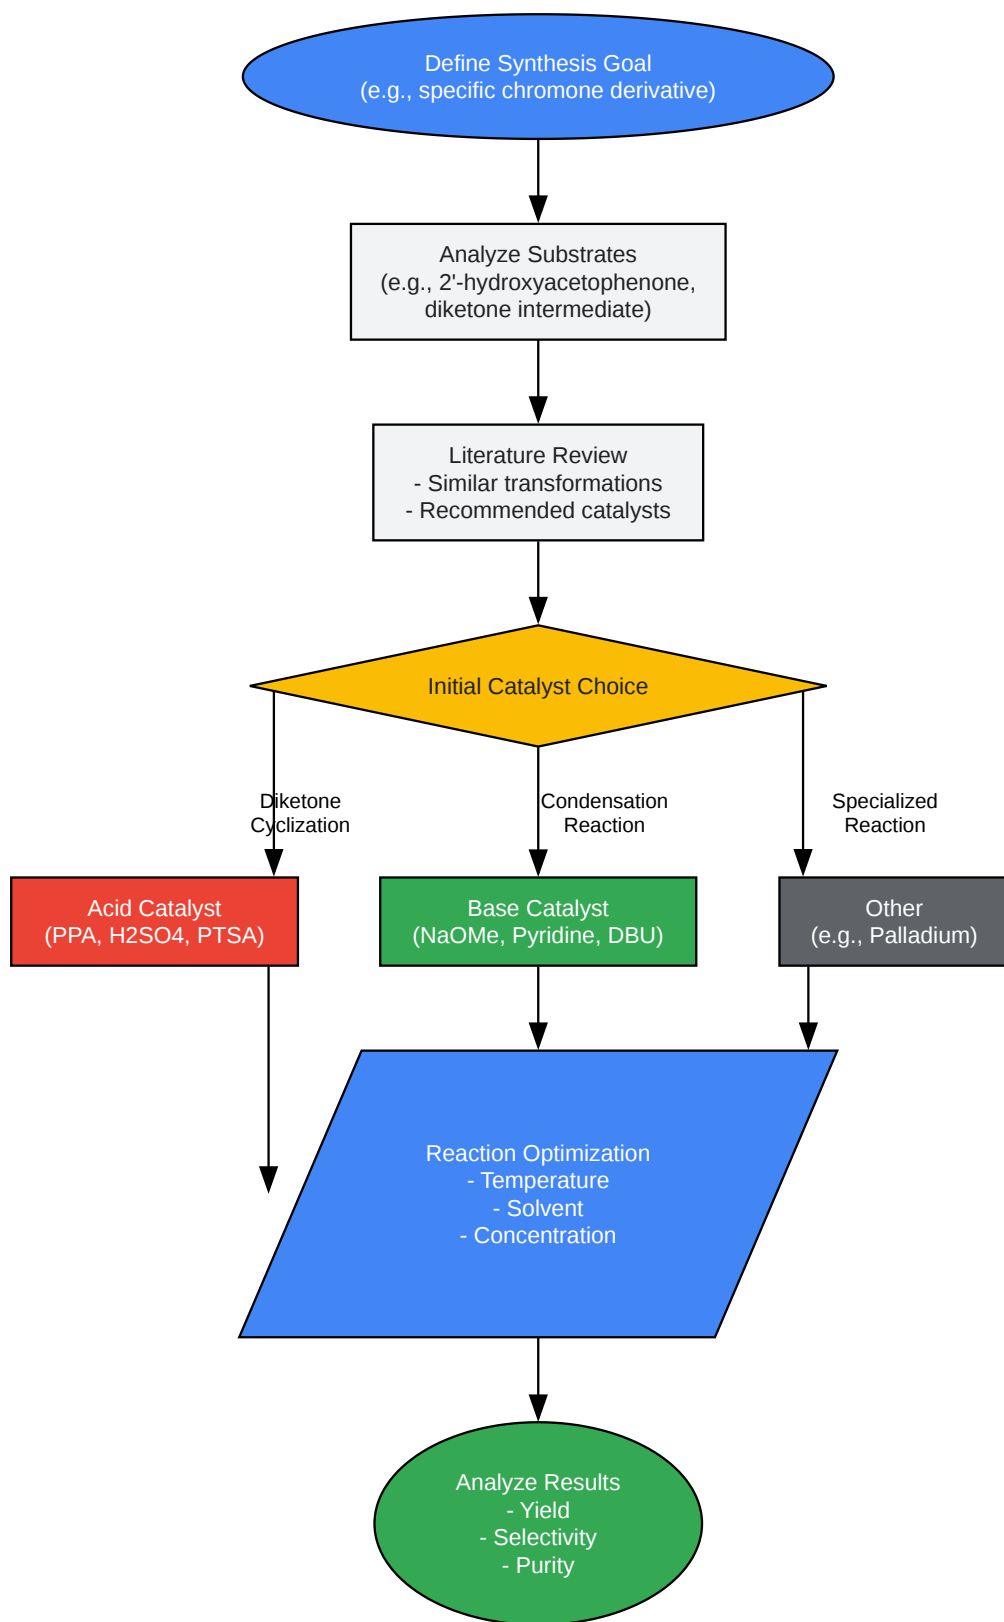 Define Synthesis Goal
(e.g., specific chromone derivative)
Analyze Substrates
(e.g., 2'-hydroxyacetophenone,
diketone intermediate)
Literature Review
- Similar transformations
- Recommended catalysts
Initial Catalyst Choice
Diketone
Cyclization
Condensation
Reaction
Specialized
Reaction
Acid Catalyst
(PPA, H2SO4, PTSA)
Base Catalyst
(NaOMe, Pyridine, DBU)
Other
(e.g., Palladium)
Reaction Optimization
- Temperature
- Solvent
- Concentration
Analyze Results
- Yield
- Selectivity
- Purity